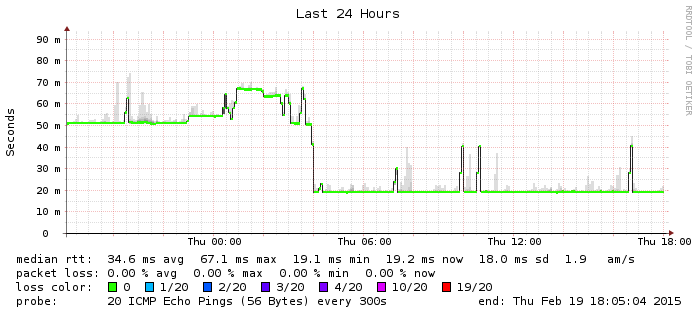 Last 24 Hours
RRDTOOL / TOBI OETIKER
Seconds
90 m
80 m
70 m
60 m
50 m
40 m
30 m
20 m
10 m
0
Thu 00:00 Thu 06:00 Thu 12:00 Thu 18:00
median rtt: 34.6 ms avg 67.1 ms max 19.1 ms min 19.2 ms now 18.0 ms sd 1.9 am/s
packet loss: 0.00 % avg 0.00 % max 0.00 % min 0.00 % now
loss color: 0 1/20 2/20 3/20 4/20 10/20 19/20
probe: 20 ICMP Echo Pings (56 Bytes) every 300s end: Thu Feb 19 18:05:04 2015